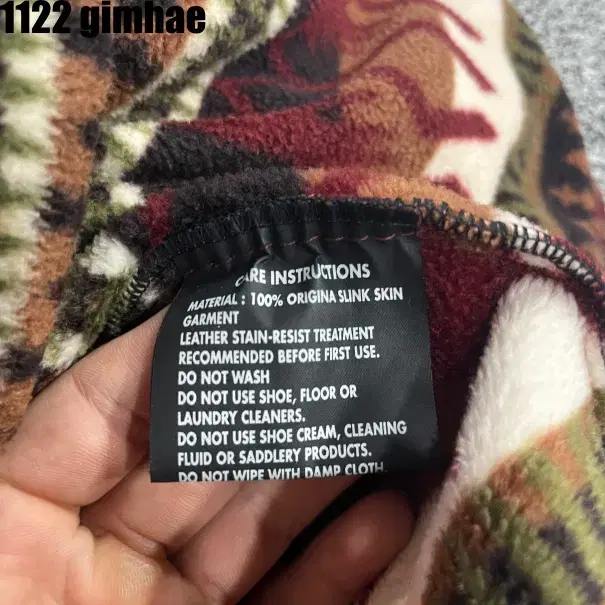 1122 gimhae
CARE INSTRUCTIONS
MATERIAL : 100% ORIGINA SLINK SKIN
GARMENT
LEATHER STAIN-RESIST TREATMENT
RECOMMENDED BEFORE FIRST USE.
DO NOT WASH
DO NOT USE SHOE, FLOOR OR
LAUNDRY CLEANERS.
DO NOT USE SHOE CREAM, CLEANING
FLUID OR SADDLERY PRODUCTS.
DO NOT WIPE WITH DAMP CLOTH.